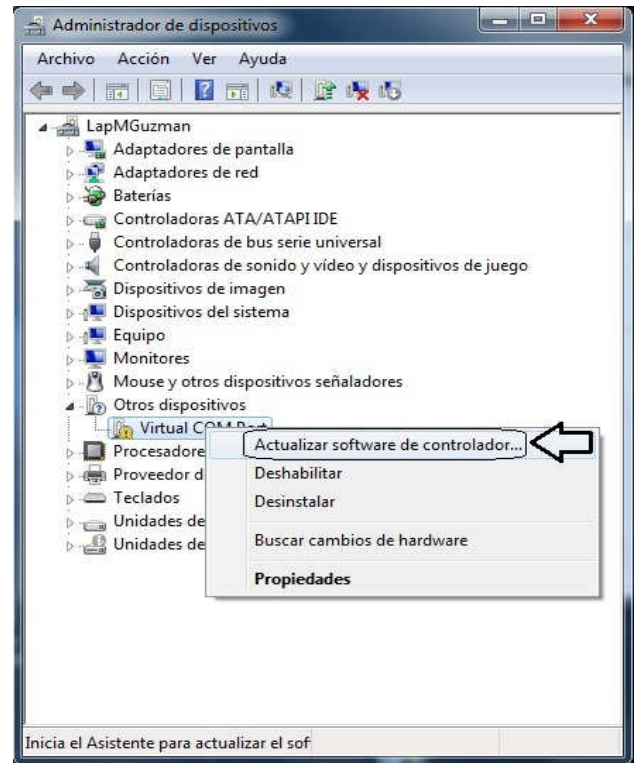 Administrador de dispositivos
Archivo Acción Ver Ayuda
LapMGuzman
Adaptadores de pantalla
Adaptadores de red
Baterías
Controladoras ATA/ATAPI IDE
Controladoras de bus serie universal
Controladoras de sonido y vídeo y dispositivos de juego
Dispositivos de imagen
Dispositivos del sistema
Equipo
Monitores
Mouse y otros dispositivos señaladores
Otros dispositivos
Virtual COM Port
Actualizar software de controlador...
Procesadore
Deshabilitar
Proveedor d
Teclados
Desinstalar
Unidades de
Buscar cambios de hardware
Unidades de
Propiedades
Inicia el Asistente para actualizar el sof